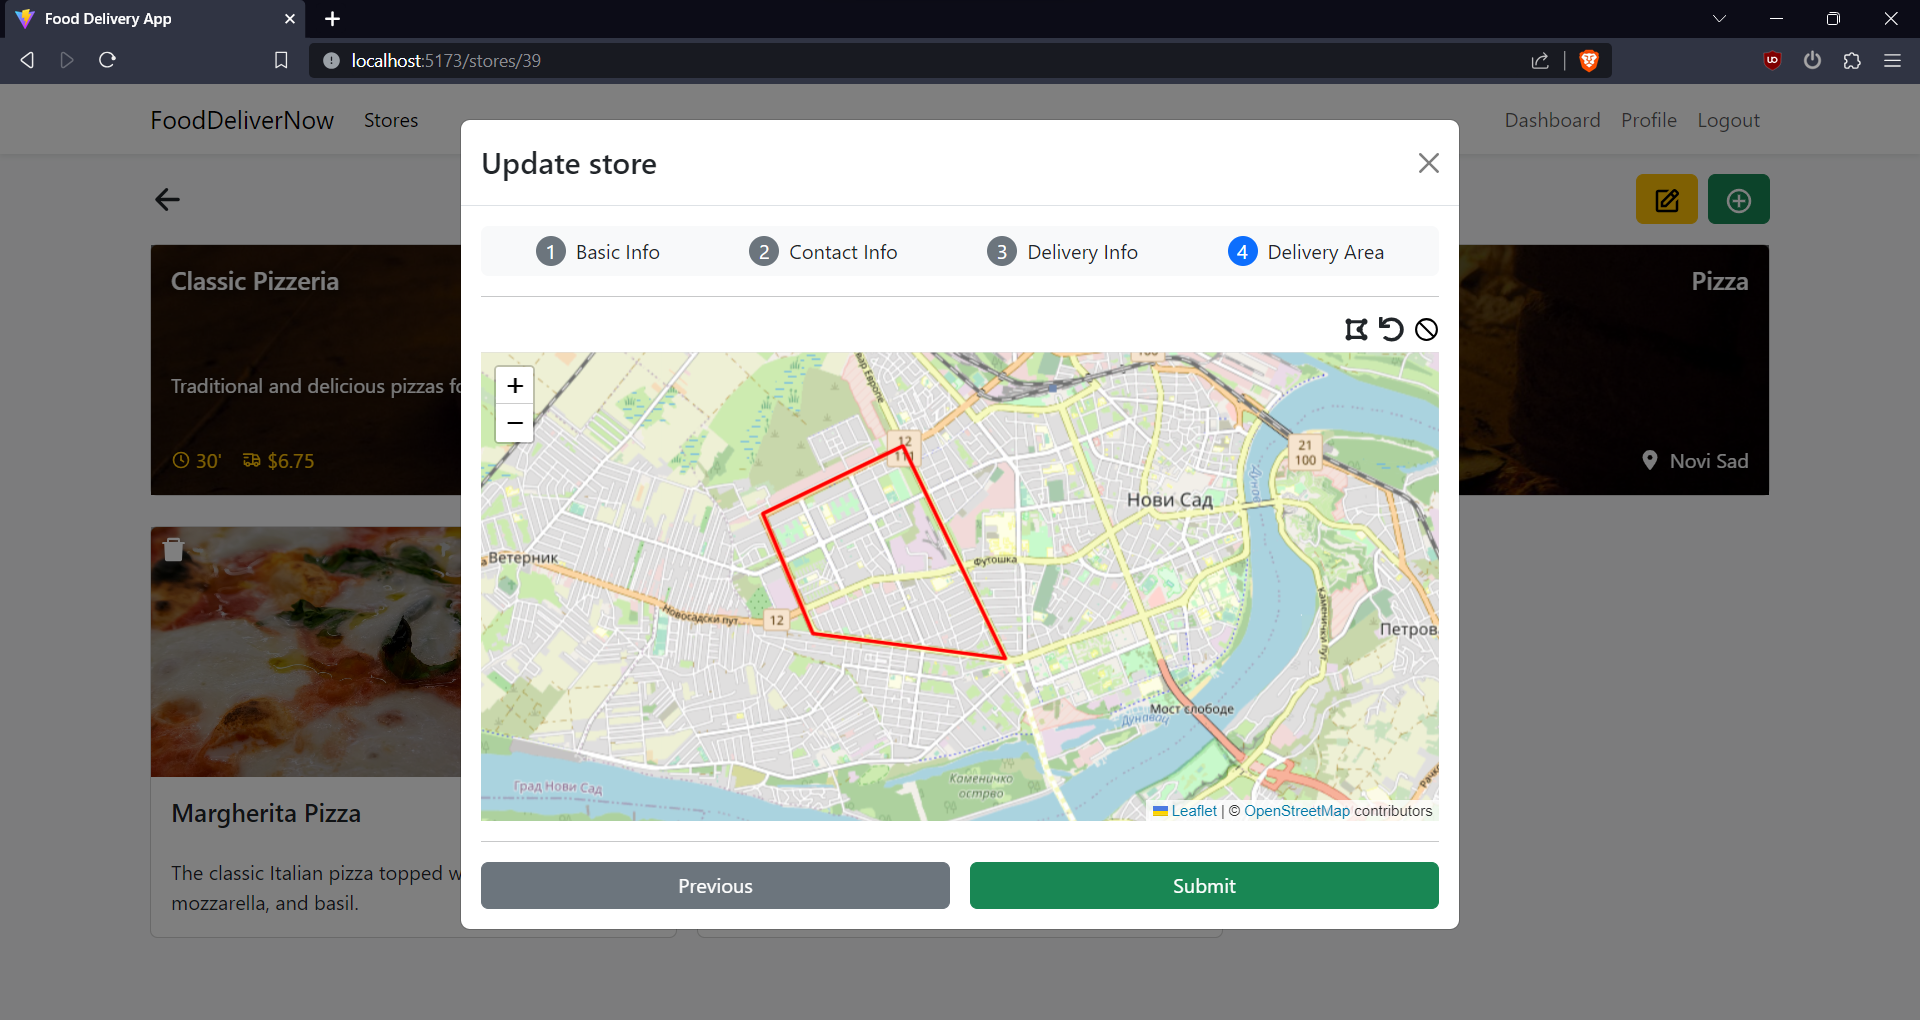 Food Delivery App
localhost:5173/stores/39
FoodDeliverNow
Stores
Dashboard
Profile
Logout
Update store
1 Basic Info
2 Contact Info
3 Delivery Info
4 Delivery Area
Classic Pizzeria
Pizza
Traditional and delicious pizzas
30'
$6.75
Novi Sad
+
−
12
111
21
100
Нови Сад
Ветерник
Футошка
Новосадски пут
12
Петров
Мост слободе
Дунавац
Каменичко
острво
Град Нови Сад
Leaflet | © OpenStreetMap contributors
Margherita Pizza
The classic Italian pizza topped
mozzarella, and basil.
Previous
Submit